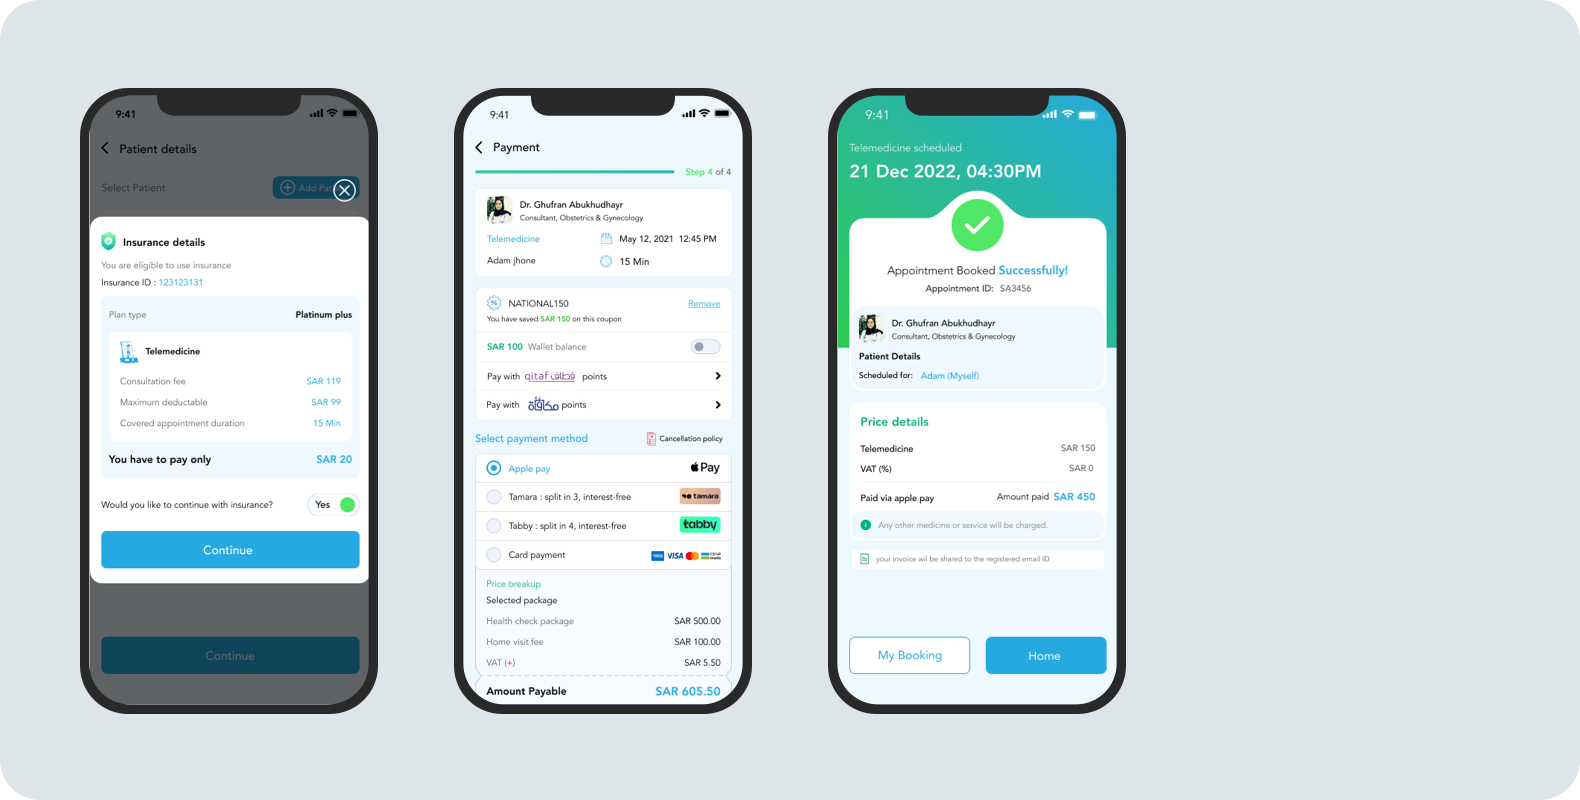 9:41
Patient details
Select Patient
Add Pat
Insurance details
You are eligible to use insurance
Insurance ID : 123123131
Plan type Platinum plus
Telemedicine
Consultation fee SAR 119
Maximum deductable SAR 99
Covered appointment duration 15 Min
You have to pay only SAR 20
Would you like to continue with insurance? Yes
Continue
Continue
9:41
Payment
Step 4 of 4
Dr. Ghufran Abukhudhayr
Consultant, Obstetrics & Gynecology
Telemedicine May 12, 2021 12:45 PM
Adam jhone 15 Min
NATIONAL150 Remove
You have saved SAR 150 on this coupon
SAR 100 Wallet balance
Pay with qitaf قطاف points
Pay with مكافأة points
Select payment method Cancellation policy
Apple pay Pay
Tamara : split in 3, interest-free tamara
Tabby : split in 4, interest-free tabby
Card payment VISA mada
Price breakup
Selected package
Health check package SAR 500.00
Home visit fee SAR 100.00
VAT (+) SAR 5.50
Amount Payable SAR 605.50
9:41
Telemedicine scheduled
21 Dec 2022, 04:30PM
Appointment Booked Successfully!
Appointment ID: SA3456
Dr. Ghufran Abukhudhayr
Consultant, Obstetrics & Gynecology
Patient Details
Scheduled for: Adam (Myself)
Price details
Telemedicine SAR 150
VAT (%) SAR 0
Paid via apple pay Amount paid SAR 450
Any other medicine or service will be charged.
your invoice wil be shared to the registered email ID
My Booking Home